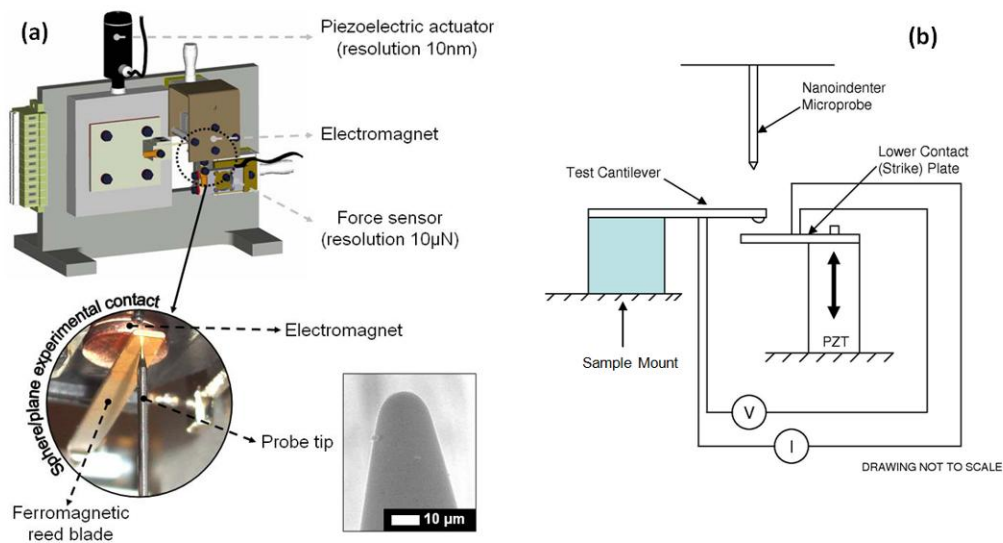 (a)
Piezoelectric actuator
(resolution 10nm)
Electromagnet
Force sensor
(resolution 10µN)
Sphere/plane experimental contact
Electromagnet
Probe tip
Ferromagnetic
reed blade
10 µm
(b)
Nanoindenter
Microprobe
Test Cantilever
Lower Contact
(Strike) Plate
PZT
Sample Mount
V
I
DRAWING NOT TO SCALE